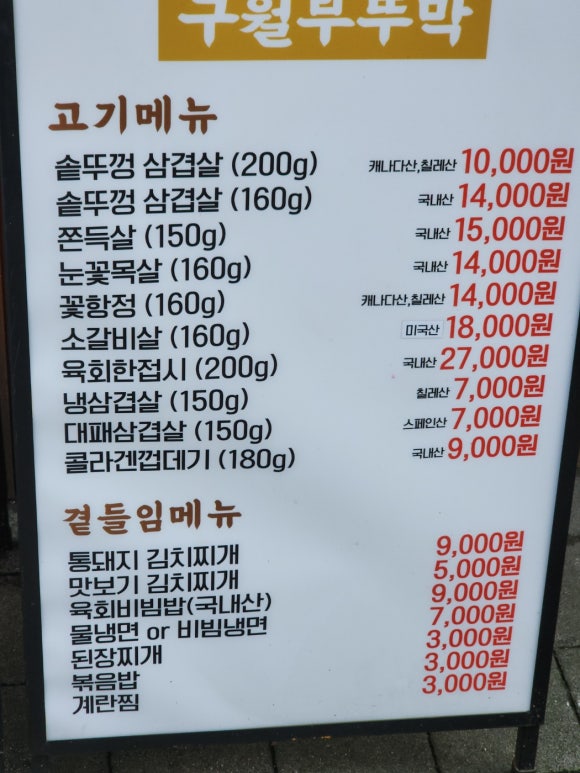 구월부뚜막
고기메뉴
솥뚜껑 삼겹살 (200g) 캐나다산,칠레산 10,000원
솥뚜껑 삼겹살 (160g) 국내산 14,000원
쫀득살 (150g) 국내산 15,000원
눈꽃목살 (160g) 국내산 14,000원
꽃항정 (160g) 캐나다산,칠레산 14,000원
소갈비살 (160g) 미국산 18,000원
육회한접시 (200g) 국내산 27,000원
냉삼겹살 (150g) 칠레산 7,000원
대패삼겹살 (150g) 스페인산 7,000원
콜라겐껍데기 (180g) 국내산 9,000원
곁들임메뉴
통돼지 김치찌개 9,000원
맛보기 김치찌개 5,000원
육회비빔밥(국내산) 9,000원
물냉면 or 비빔냉면 7,000원
된장찌개 3,000원
볶음밥 3,000원
계란찜 3,000원